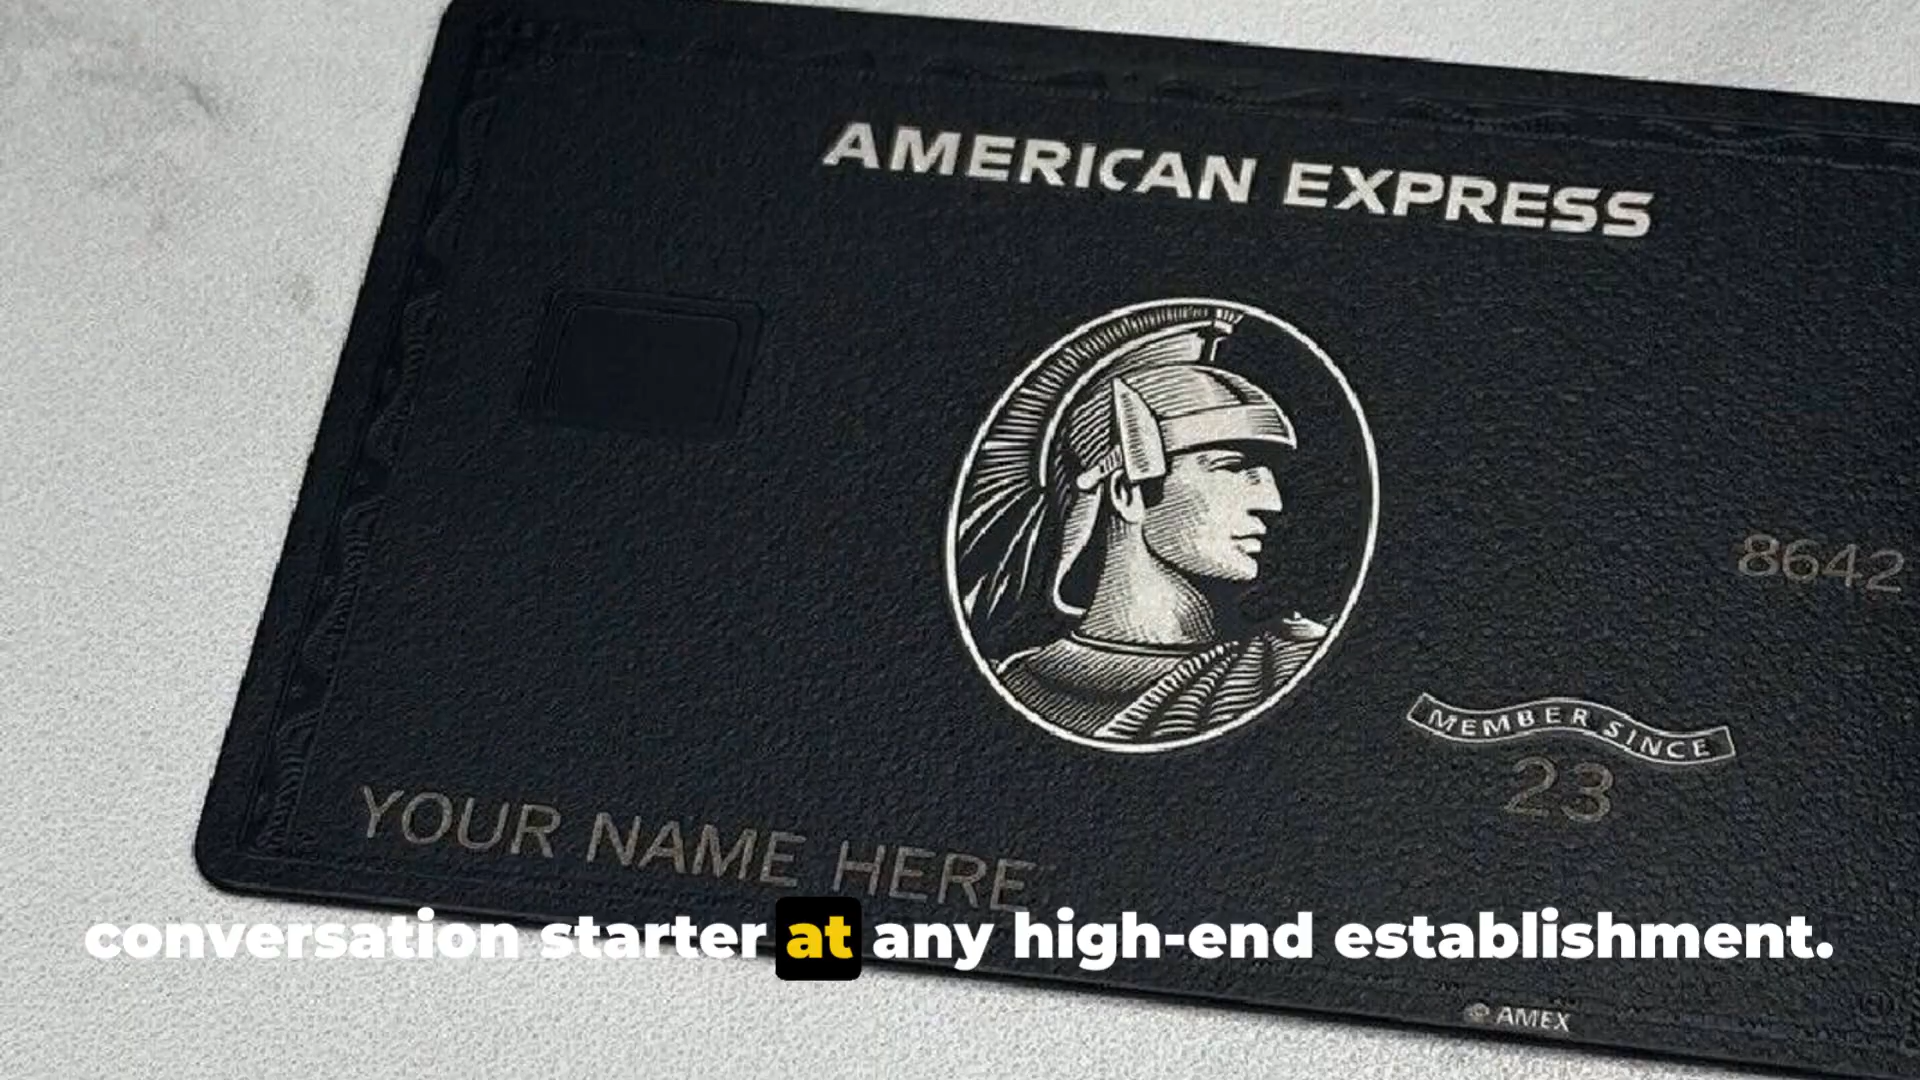 AMERICAN EXPRESS
8642
MEMBER SINCE
23
YOUR NAME HERE
conversation starter at any high-end establishment.
© AMEX